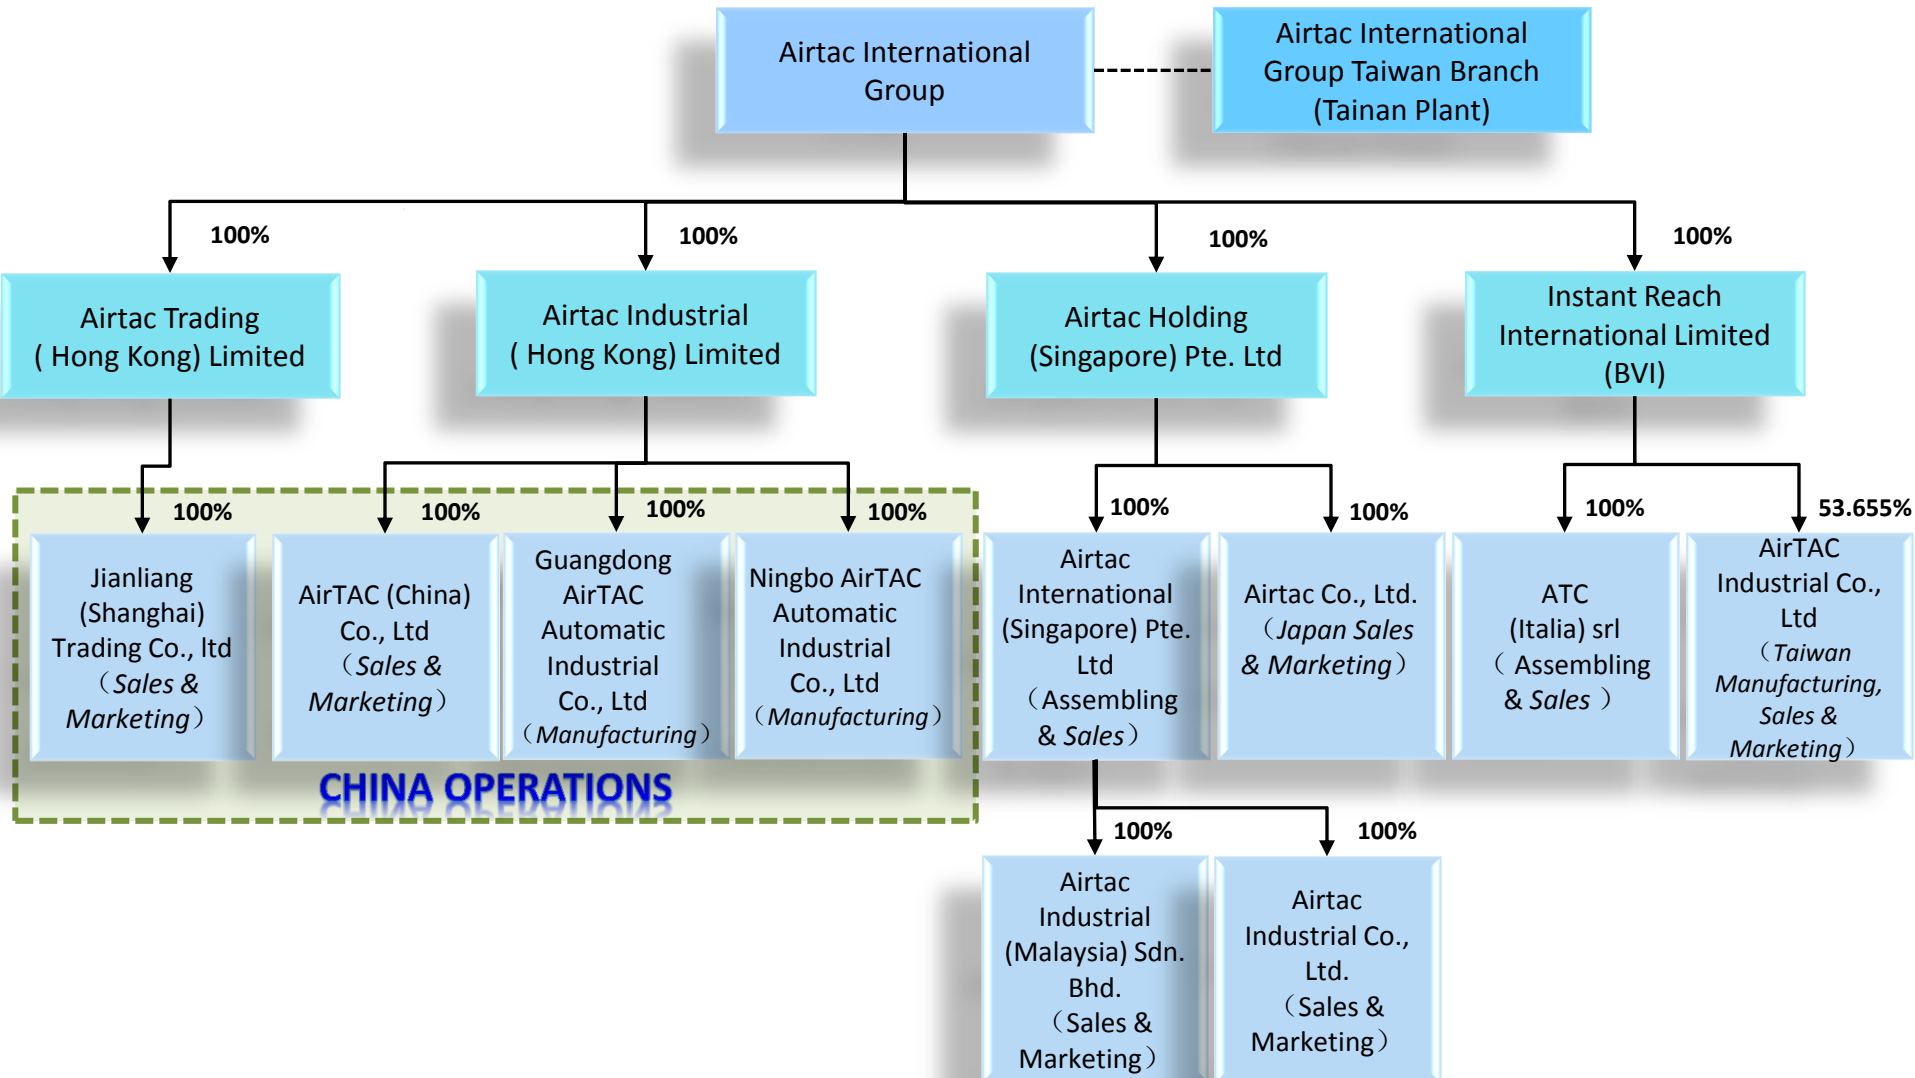 Airtac International
Group
Airtac International
Group Taiwan Branch
(Tainan Plant)
100%
100%
100%
100%
Airtac Trading
( Hong Kong) Limited
Airtac Industrial
( Hong Kong) Limited
Airtac Holding
(Singapore) Pte. Ltd
Instant Reach
International Limited
(BVI)
100%
100%
100%
100%
100%
100%
100%
53.655%
Jianliang
(Shanghai)
Trading Co., ltd
（Sales &
Marketing）
AirTAC (China)
Co., Ltd
（Sales &
Marketing）
Guangdong
AirTAC
Automatic
Industrial
Co., Ltd
（Manufacturing）
Ningbo AirTAC
Automatic
Industrial
Co., Ltd
（Manufacturing）
Airtac
International
(Singapore) Pte.
Ltd
（Assembling
& Sales）
Airtac Co., Ltd.
（Japan Sales
& Marketing）
ATC
(Italia) srl
（ Assembling
& Sales ）
AirTAC
Industrial Co.,
Ltd
（Taiwan
Manufacturing,
Sales &
Marketing）
CHINA OPERATIONS
100%
100%
Airtac
Industrial
(Malaysia) Sdn.
Bhd.
（Sales &
Marketing）
Airtac
Industrial Co.,
Ltd.
（Sales &
Marketing）